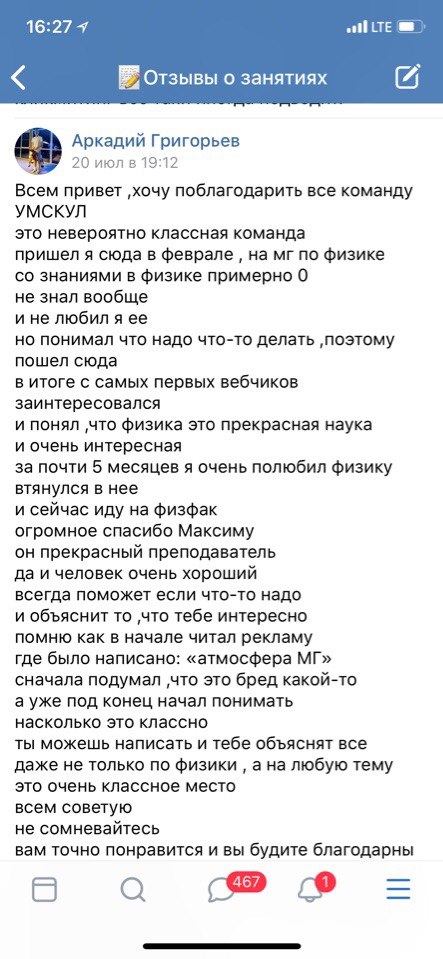 16:27
LTE
Отзывы о занятиях
Аркадий Григорьев
20 июл в 19:12
Всем привет ,хочу поблагодарить все команду
УМСКУЛ
это невероятно классная команда
пришел я сюда в феврале , на мг по физике
со знаниями в физике примерно 0
не знал вообще
и не любил я ее
но понимал что надо что-то делать ,поэтому
пошел сюда
в итоге с самых первых вебчиков
заинтересовался
и понял ,что физика это прекрасная наука
и очень интересная
за почти 5 месяцев я очень полюбил физику
втянулся в нее
и сейчас иду на физфак
огромное спасибо Максиму
он прекрасный преподаватель
да и человек очень хороший
всегда поможет если что-то надо
и объяснит то ,что тебе интересно
помню как в начале читал рекламу
где было написано: «атмосфера МГ»
сначала подумал ,что это бред какой-то
а уже под конец начал понимать
насколько это классно
ты можешь написать и тебе объяснят все
даже не только по физики , а на любую тему
это очень классное место
всем советую
не сомневайтесь
вам точно понравится и вы будите благодарны
467
1